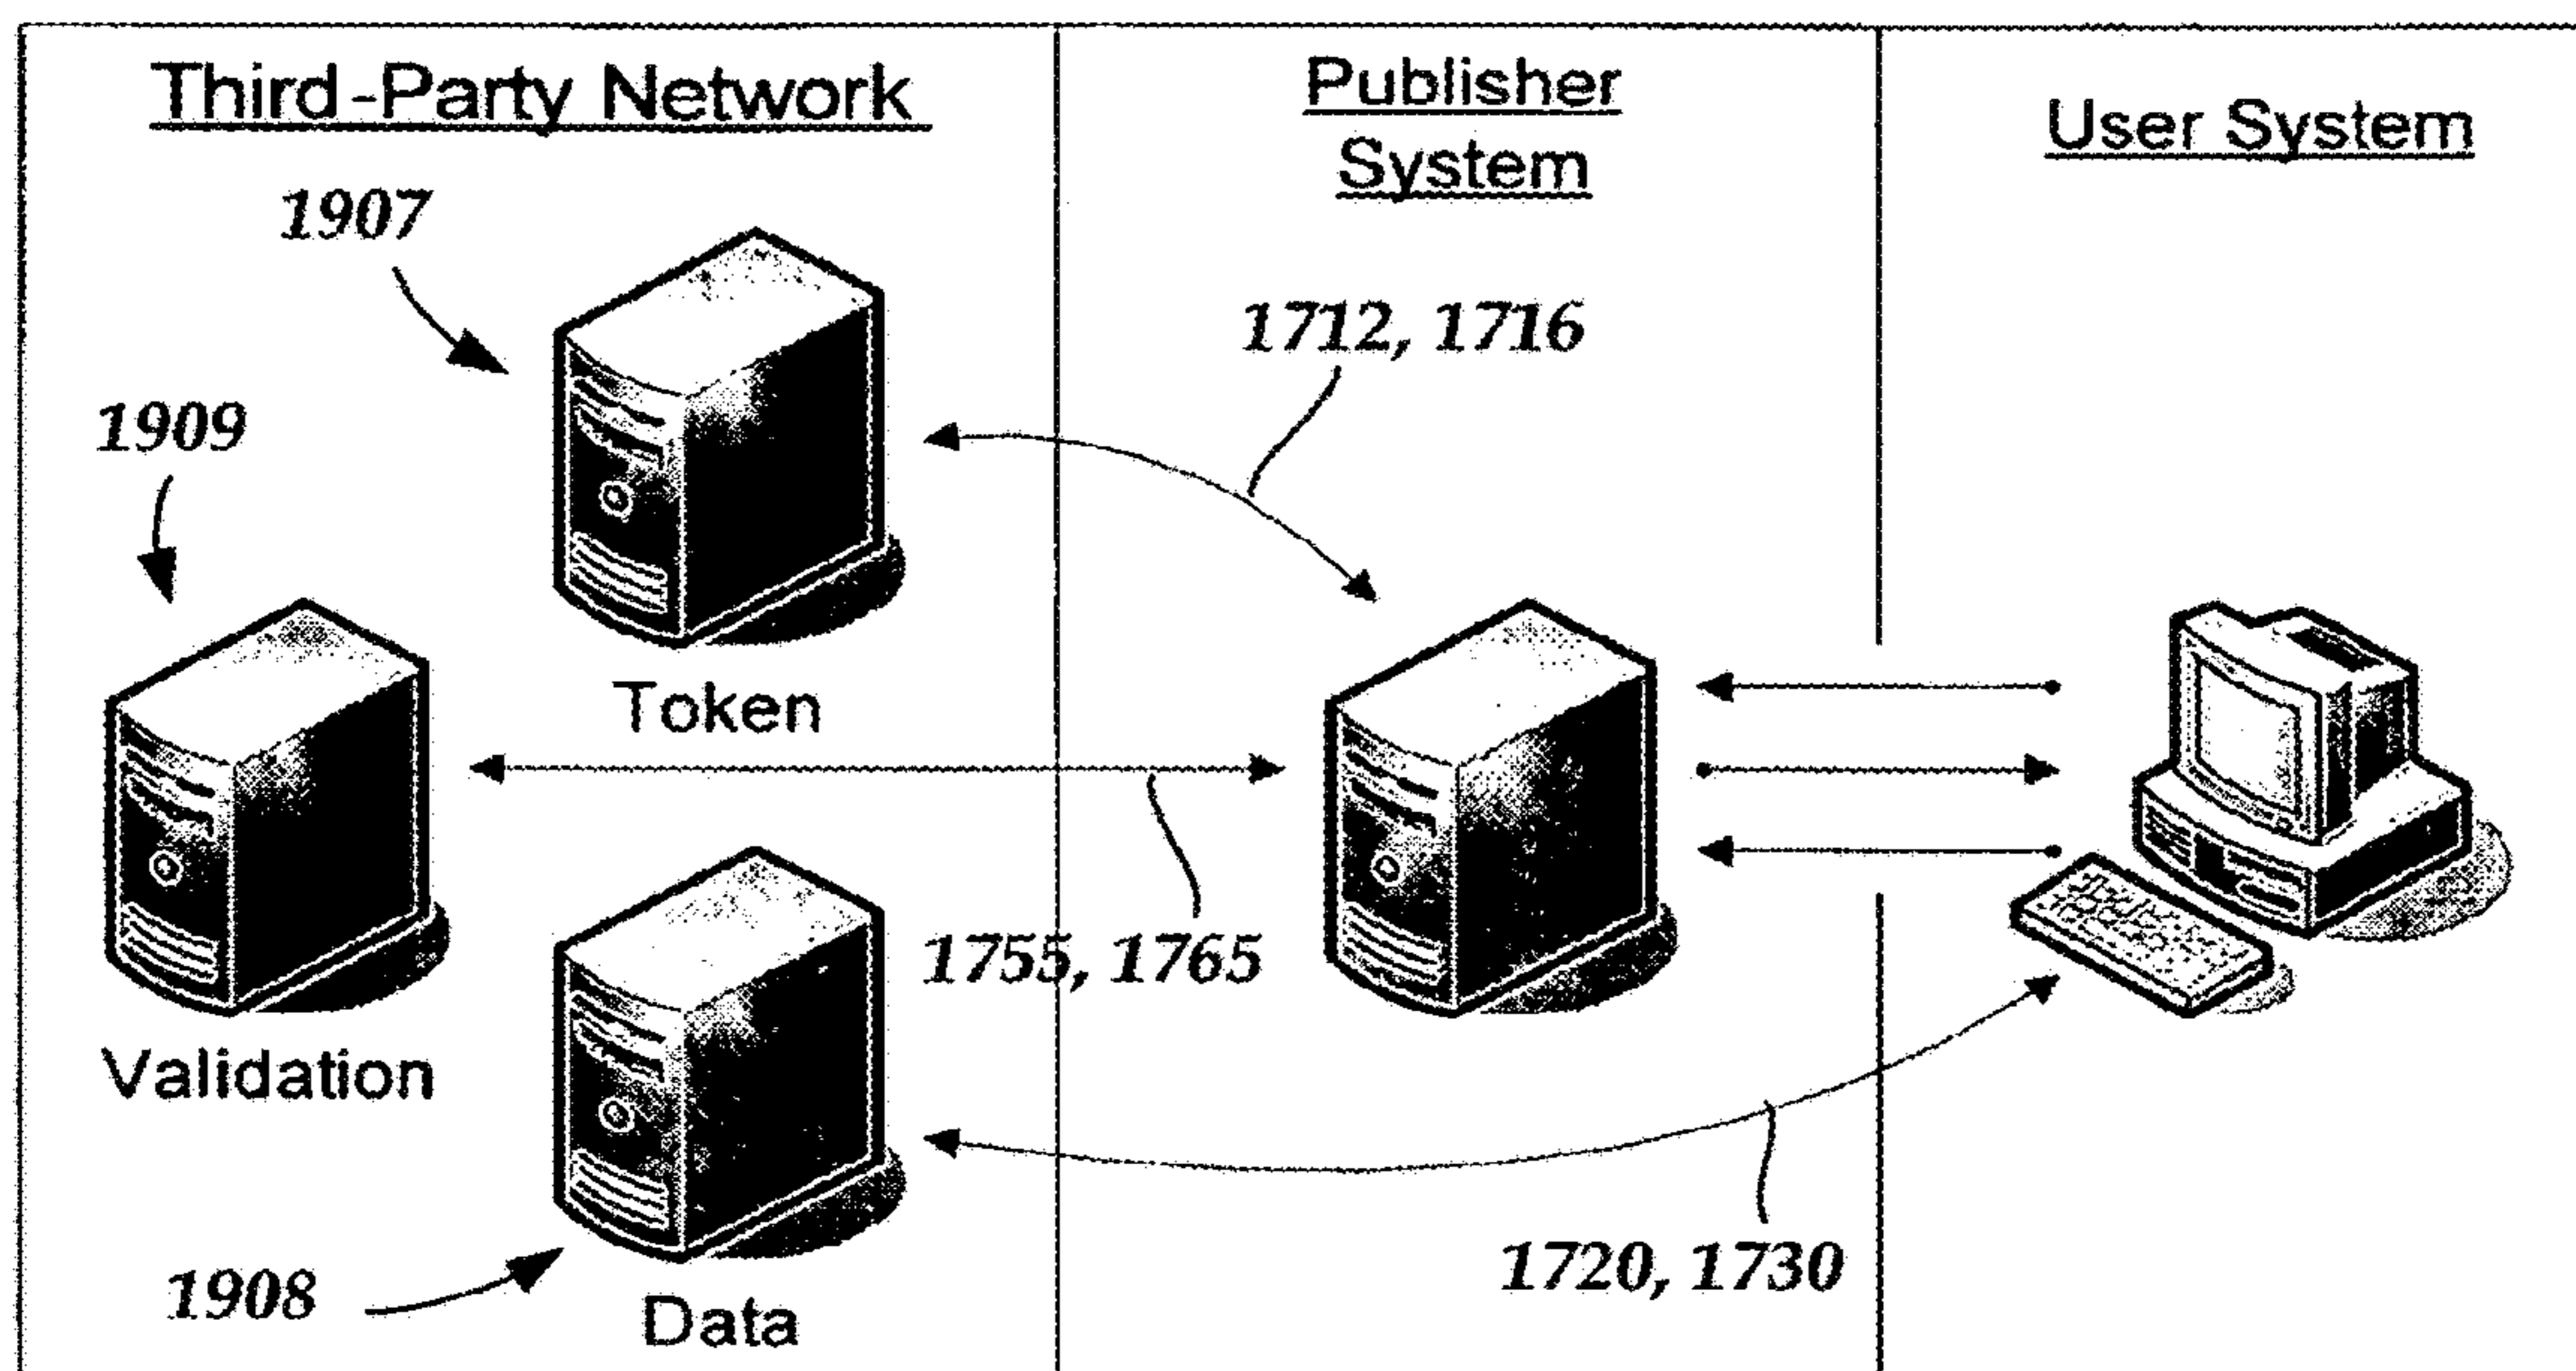 Third-Party Network
Publisher
System
User System
1907
1712, 1716
1909
Token
1755, 1765
Validation
1720, 1730
1908
Data